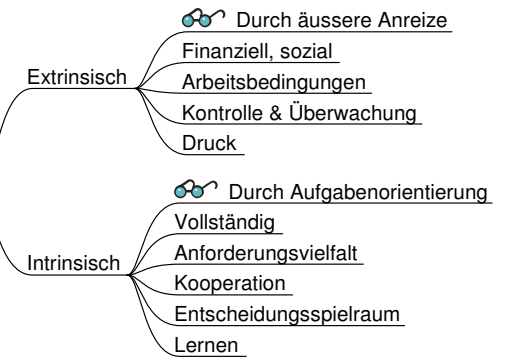 Extrinsisch
Durch äussere Anreize
Finanziell, sozial
Arbeitsbedingungen
Kontrolle & Überwachung
Druck
Intrinsisch
Durch Aufgabenorientierung
Vollständig
Anforderungsvielfalt
Kooperation
Entscheidungsspielraum
Lernen